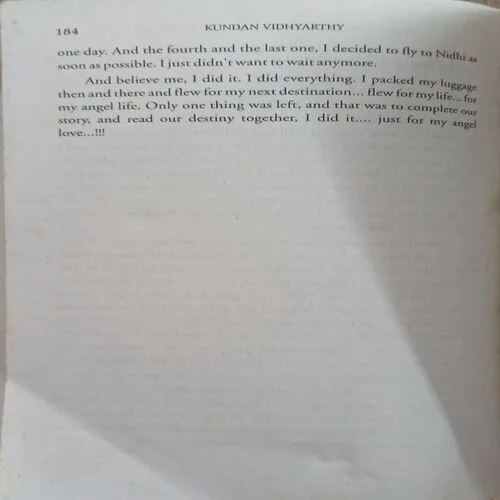 184 KUNDAN VIDHYARTHY
one day. And the fourth and the last one, I decided to fly to Nidhi as
soon as possible. I just didn't want to wait anymore.
And believe me, I did it. I did everything. I packed my luggage
then and there and flew for my next destination... flew for my life... for
my angel life. Only one thing was left, and that was to complete our
story, and read our destiny together, I did it.... just for my angel
love...!!!